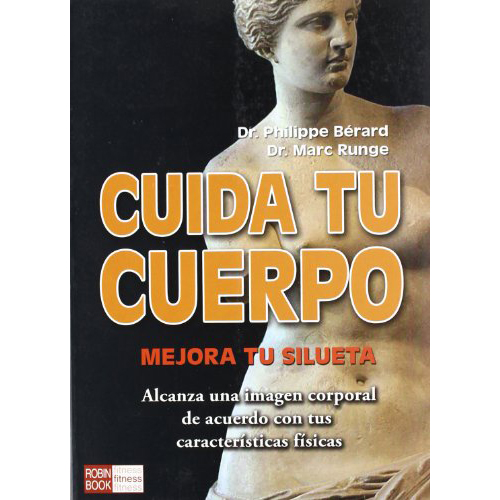 Dr. Philippe Bérard
Dr. Marc Runge
CUIDA TU
CUERPO
MEJORA TU SILUETA
Alcanza una imagen corporal
de acuerdo con tus
características físicas
ROBIN
BOOK
fitness
fitness
fitness